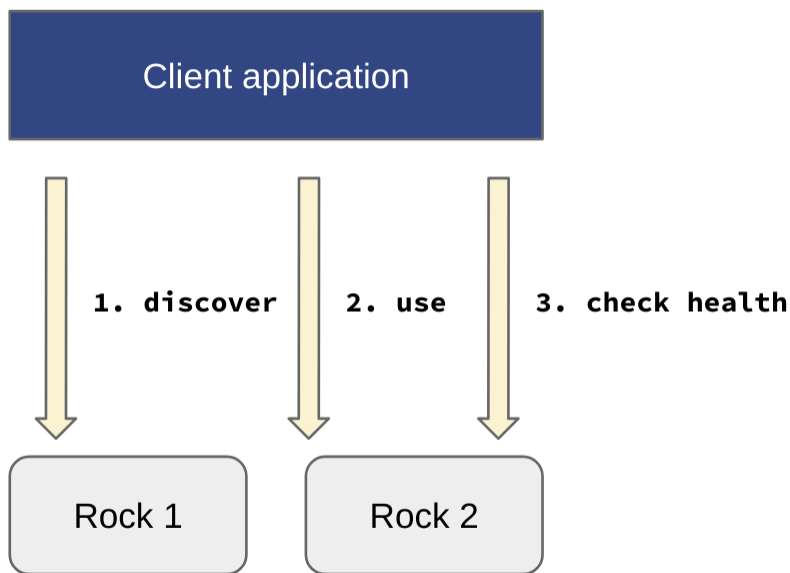 Client application
1. discover
2. use
3. check health
Rock 1
Rock 2